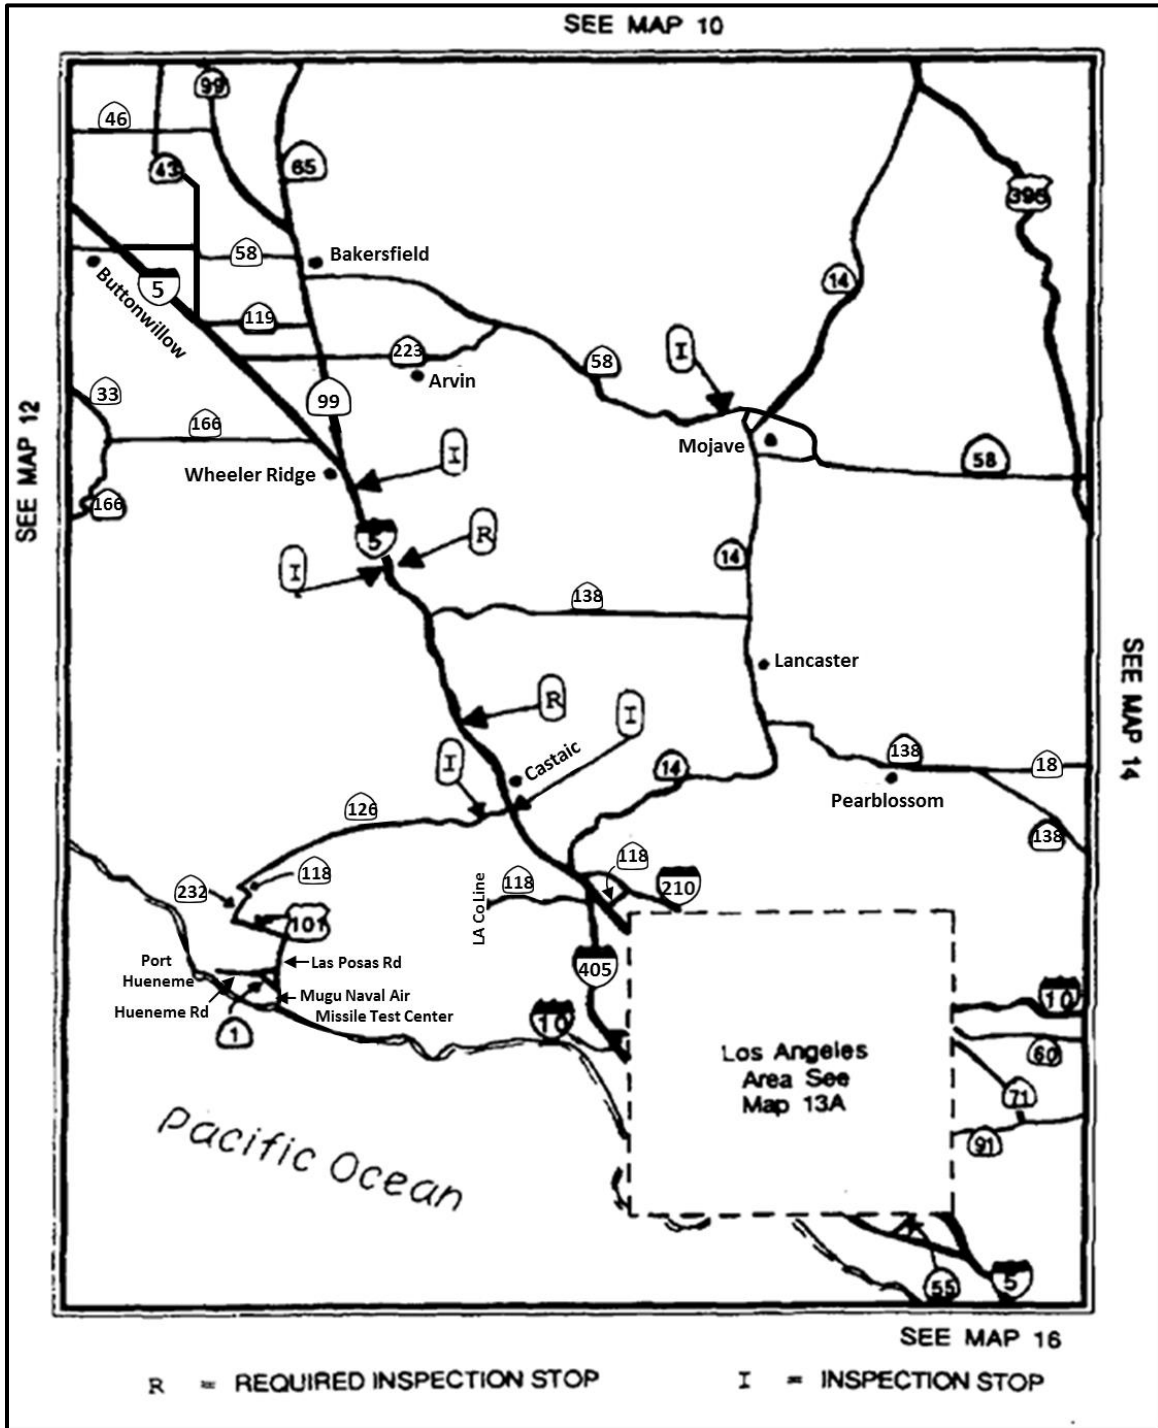 SEE MAP 10
99
46
43
65
395
58
Bakersfield
5
Buttonwillow
14
119
223
Arvin
58
I
33
99
166
SEE MAP 12
Mojave
I
58
Wheeler Ridge
166
5
R
I
14
138
SEE MAP 14
Lancaster
R
I
I
Castaic
14
138
18
Pearblossom
126
138
118
118
LA Co Line
118
210
232
101
Port
Hueneme
Las Posas Rd
405
Hueneme Rd
Mugu Naval Air
Missile Test Center
1
10
10
60
Los Angeles
Area See
Map 13A
71
91
Pacific Ocean
55
5
SEE MAP 16
R = REQUIRED INSPECTION STOP
I = INSPECTION STOP